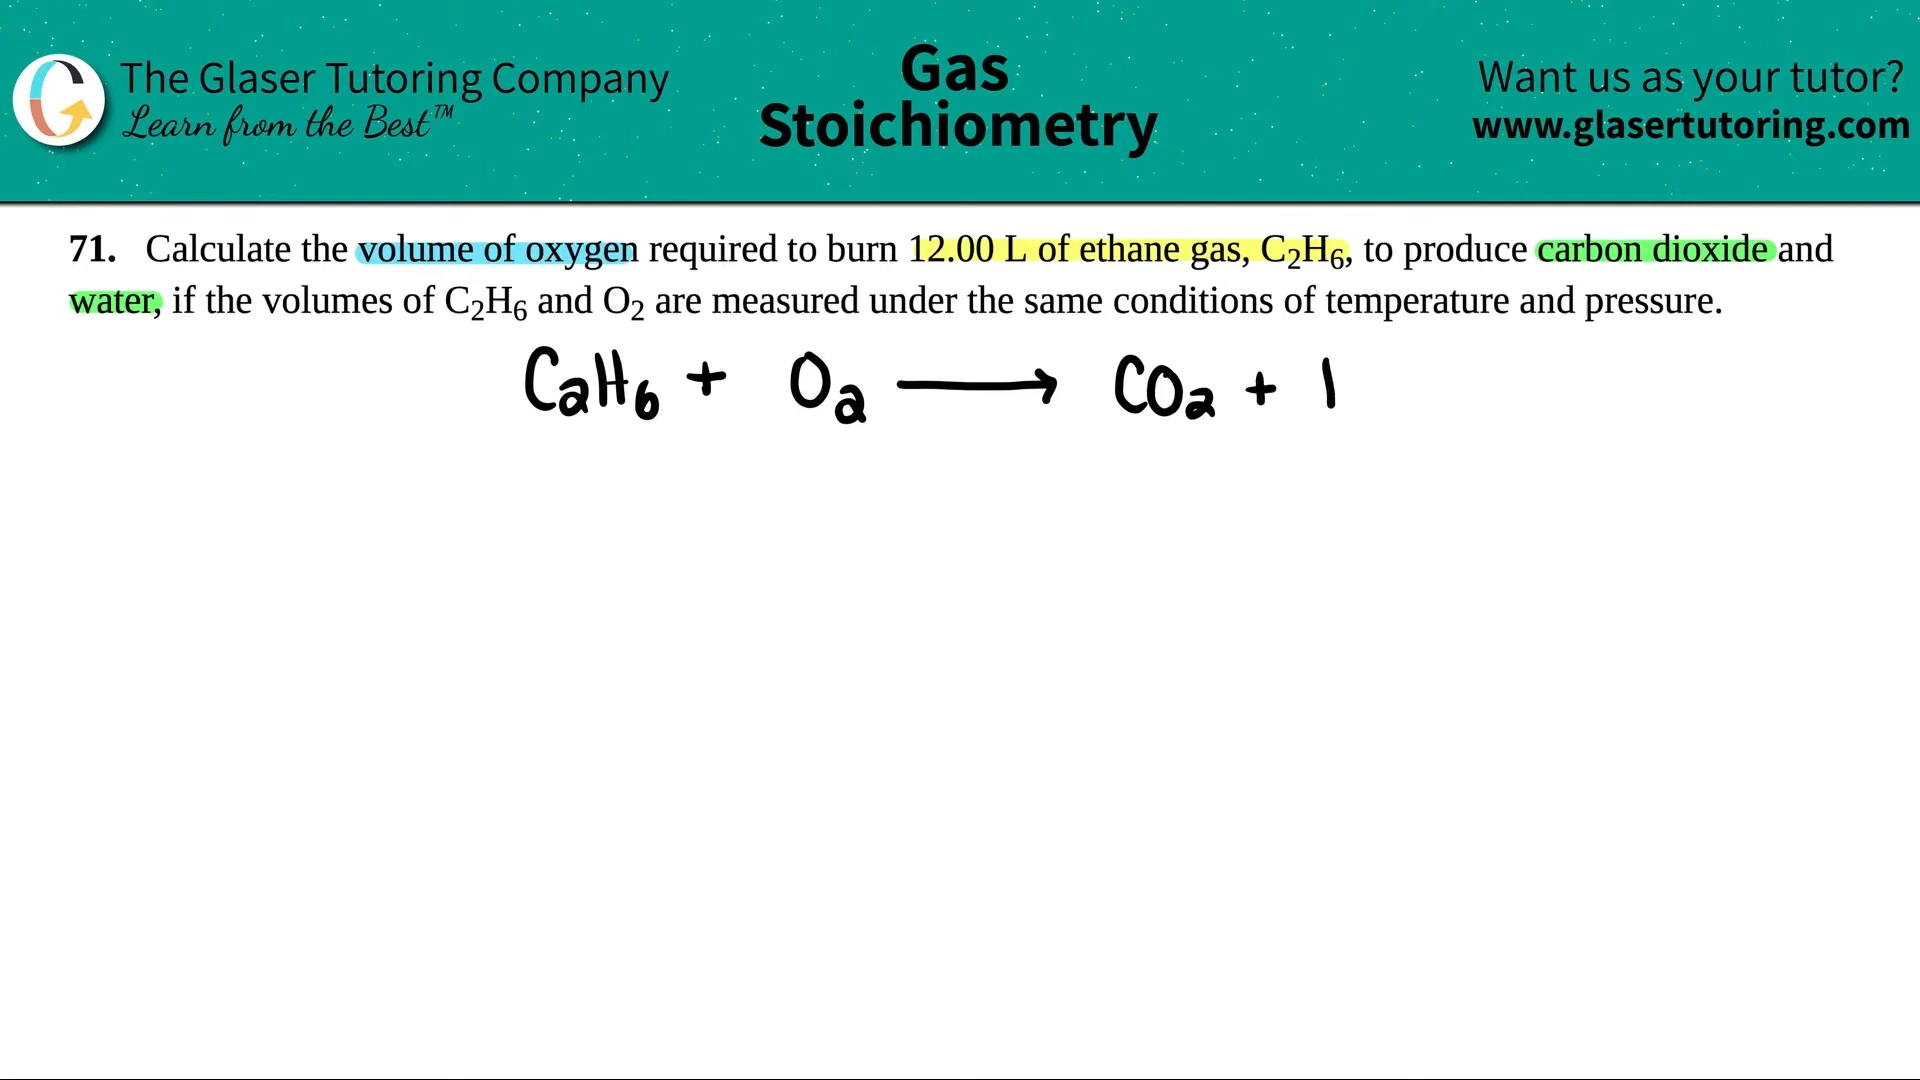 The Glaser Tutoring Company
Learn from the Best™
Gas
Stoichiometry
Want us as your tutor?
www.glasertutoring.com
71. Calculate the volume of oxygen required to burn 12.00 L of ethane gas, C₂H₆, to produce carbon dioxide and
water, if the volumes of C₂H₆ and O₂ are measured under the same conditions of temperature and pressure.
C₂H₆ + O₂ → CO₂ + I